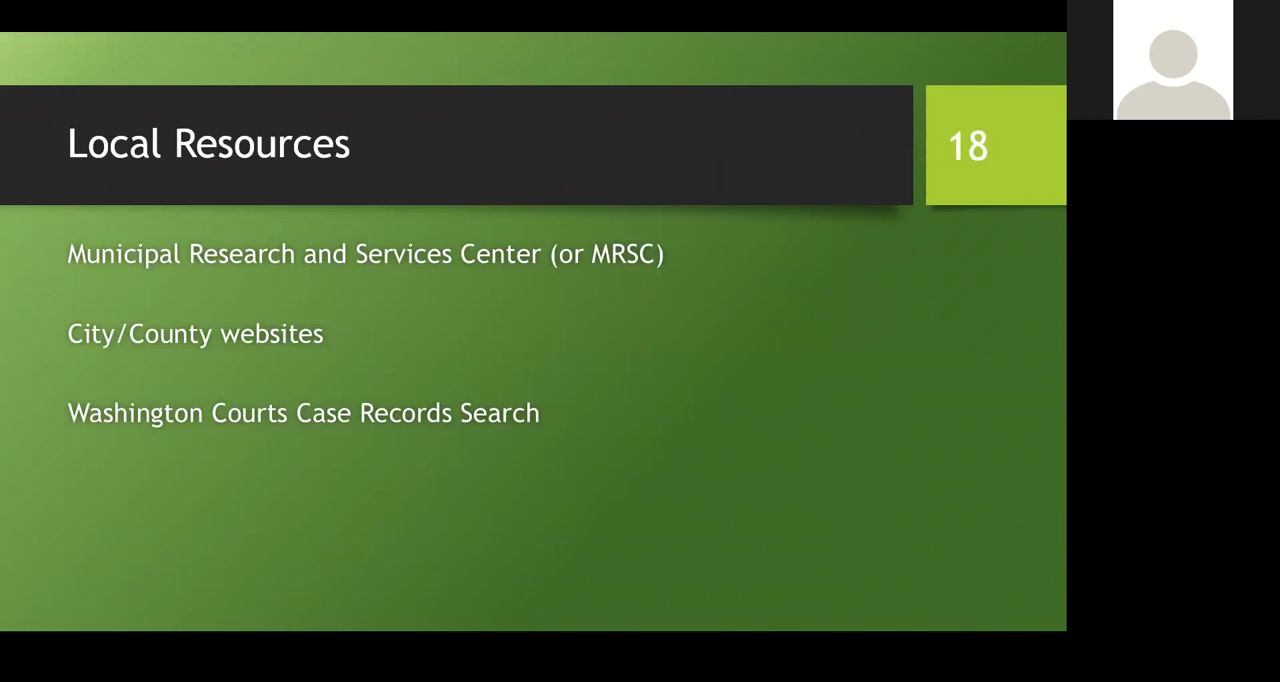 Local Resources
18
Municipal Research and Services Center (or MRSC)
City/County websites
Washington Courts Case Records Search